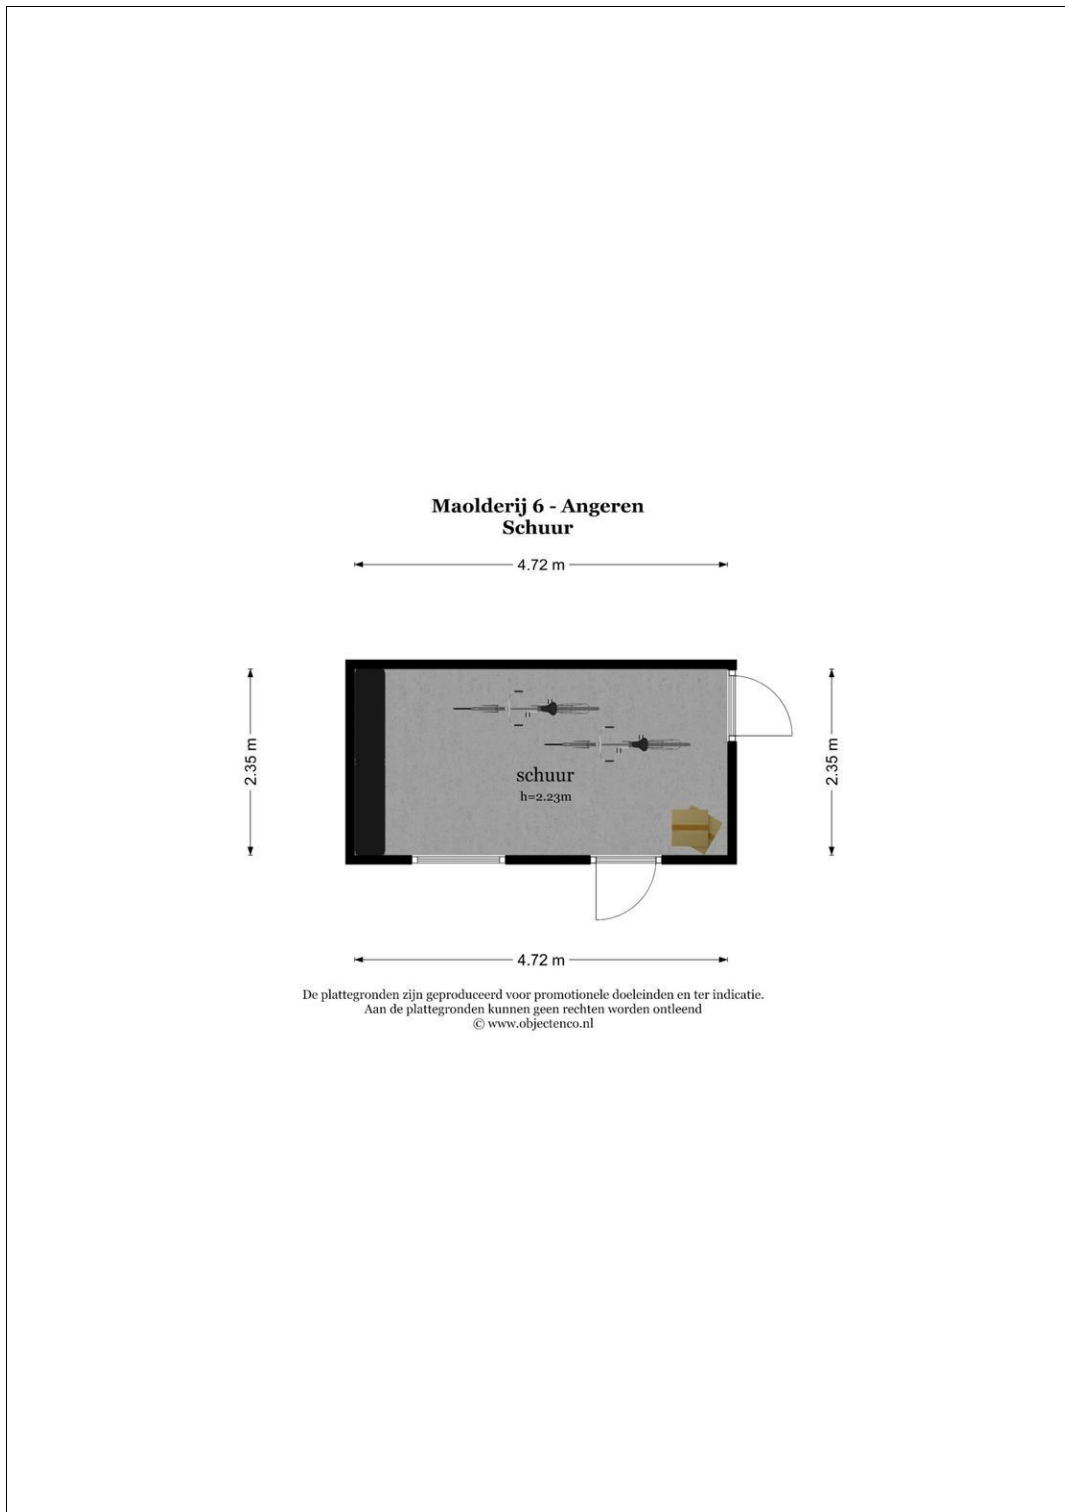 Maolderij 6 - Angeren
Schuur
4.72 m
2.35 m
2.35 m
schuur
h=2.23m
4.72 m
De plattegronden zijn geproduceerd voor promotionele doeleinden en ter indicatie.
Aan de plattegronden kunnen geen rechten worden ontleend
© www.objectenco.nl